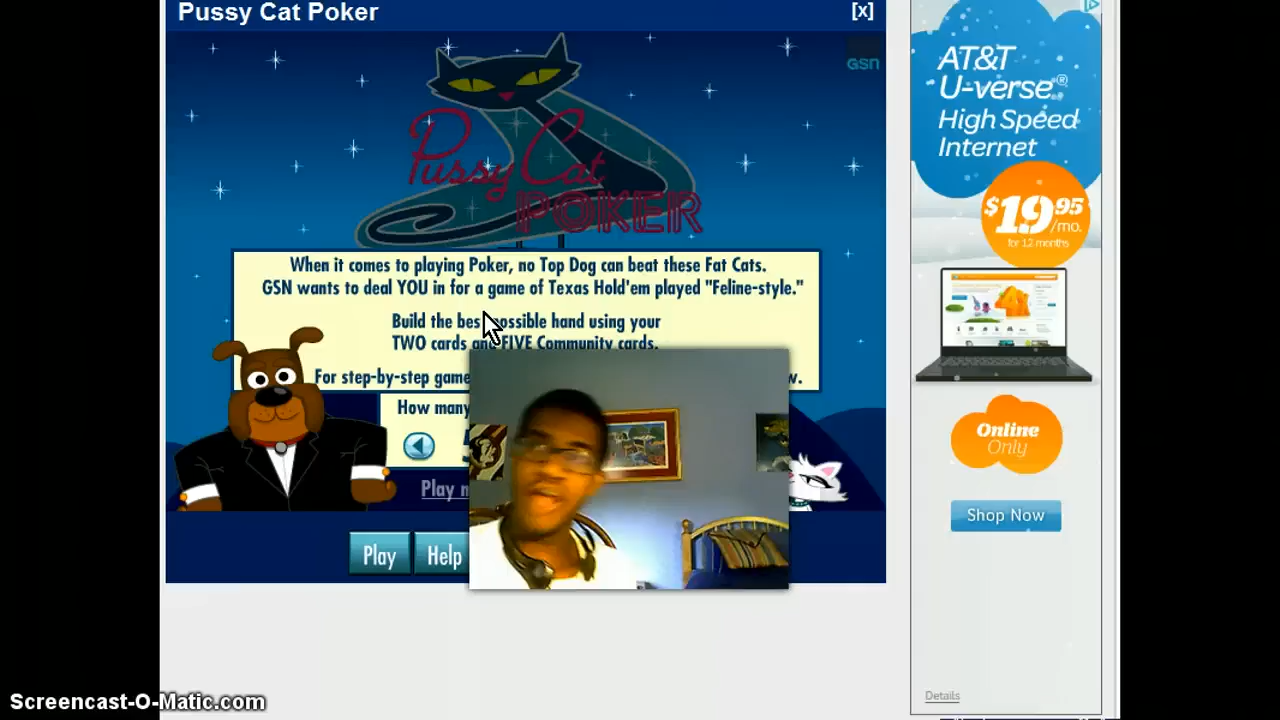 Pussy Cat Poker
[x]
GSN
Pussy Cat
POKER
When it comes to playing Poker, no Top Dog can beat these Fat Cats.
GSN wants to deal YOU in for a game of Texas Hold'em played "Feline-style."
Build the best possible hand using your
TWO cards and FIVE Community cards.
For step-by-step game
How many
Play
Play
Help
AT&T
U-verse®
High Speed
Internet
$19.95
/mo.
for 12 months
Online
Only
Shop Now
Details
Screencast-O-Matic.com